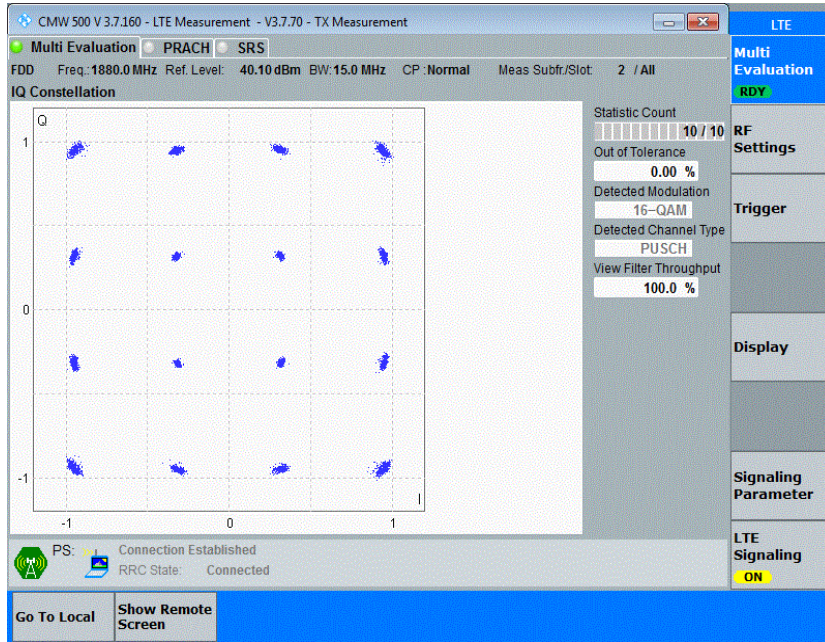 CMW 500 V 3.7.160 - LTE Measurement - V3.7.70 - TX Measurement
LTE
Multi Evaluation PRACH SRS
FDD Freq.: 1880.0 MHz Ref. Level: 40.10 dBm BW: 15.0 MHz CP : Normal Meas Subfr./Slot: 2 / All
IQ Constellation
Q
1
0
-1
I
-1 0 1
Statistic Count
10 / 10
Out of Tolerance
0.00 %
Detected Modulation
16-QAM
Detected Channel Type
PUSCH
View Filter Throughput
100.0 %
Multi
Evaluation
RDY
RF
Settings
Trigger
Display
Signaling
Parameter
LTE
Signaling
ON
PS: Connection Established
RRC State: Connected
Go To Local
Show Remote
Screen